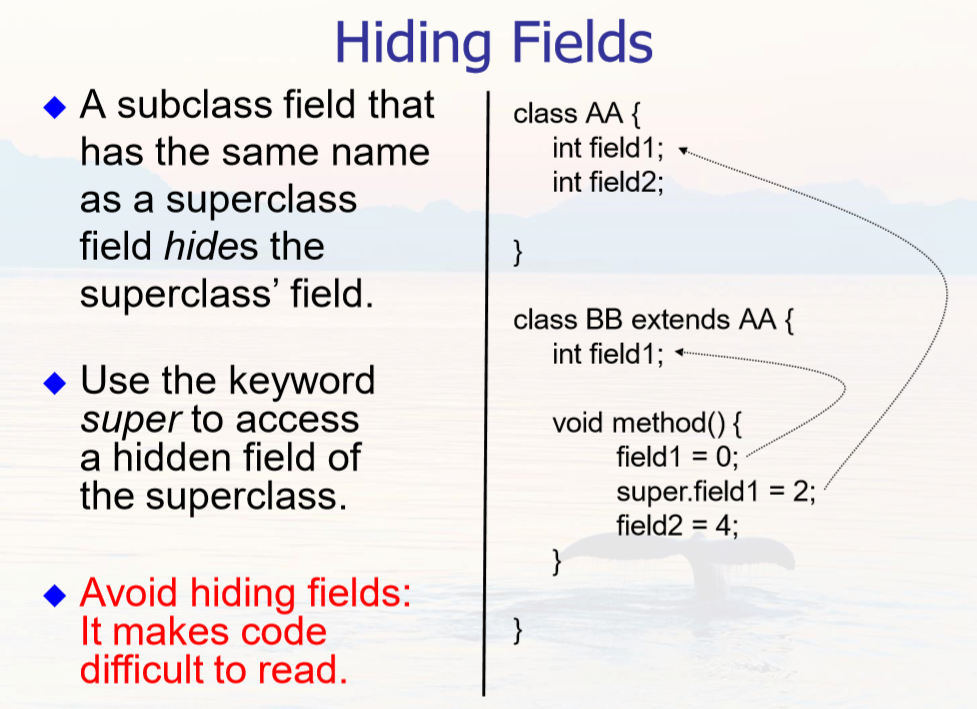 Hiding Fields
A subclass field that
has the same name
as a superclass
field hides the
superclass’ field.
Use the keyword
super to access
a hidden field of
the superclass.
Avoid hiding fields:
It makes code
difficult to read.
class AA {
int field1;
int field2;
}
class BB extends AA {
int field1;
void method() {
field1 = 0;
super.field1 = 2;
field2 = 4;
}
}